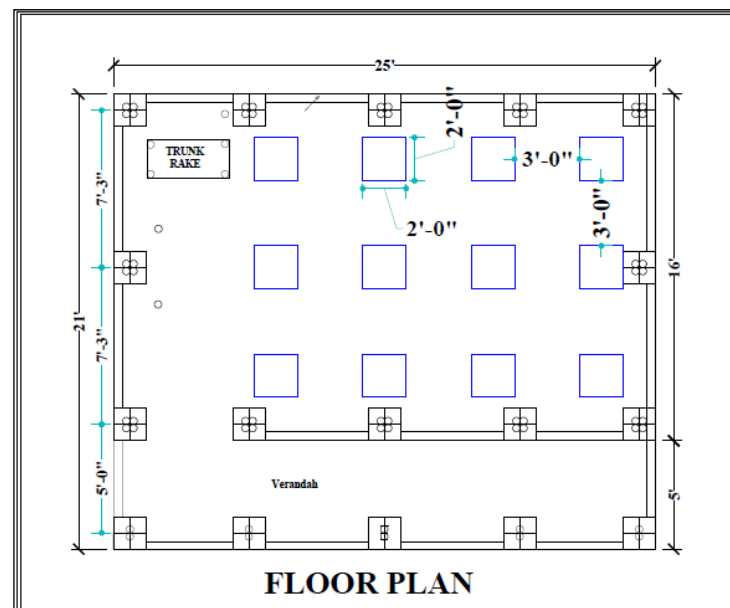 25'
2'-0"
TRUNK
RAKE
3'-0"
7'-3"
3'-0"
2'-0"
16'
21'
7'-3"
5'-0"
Verandah
5'
FLOOR PLAN